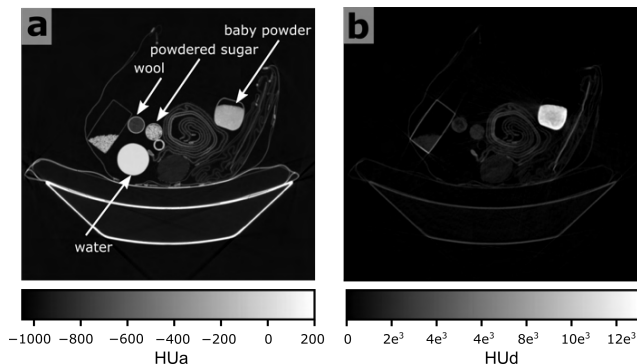 a
baby powder
powdered sugar
wool
water
−1000 −800 −600 −400 −200 0 200
HUa
b
0 2e³ 4e³ 6e³ 8e³ 10e³ 12e³
HUd